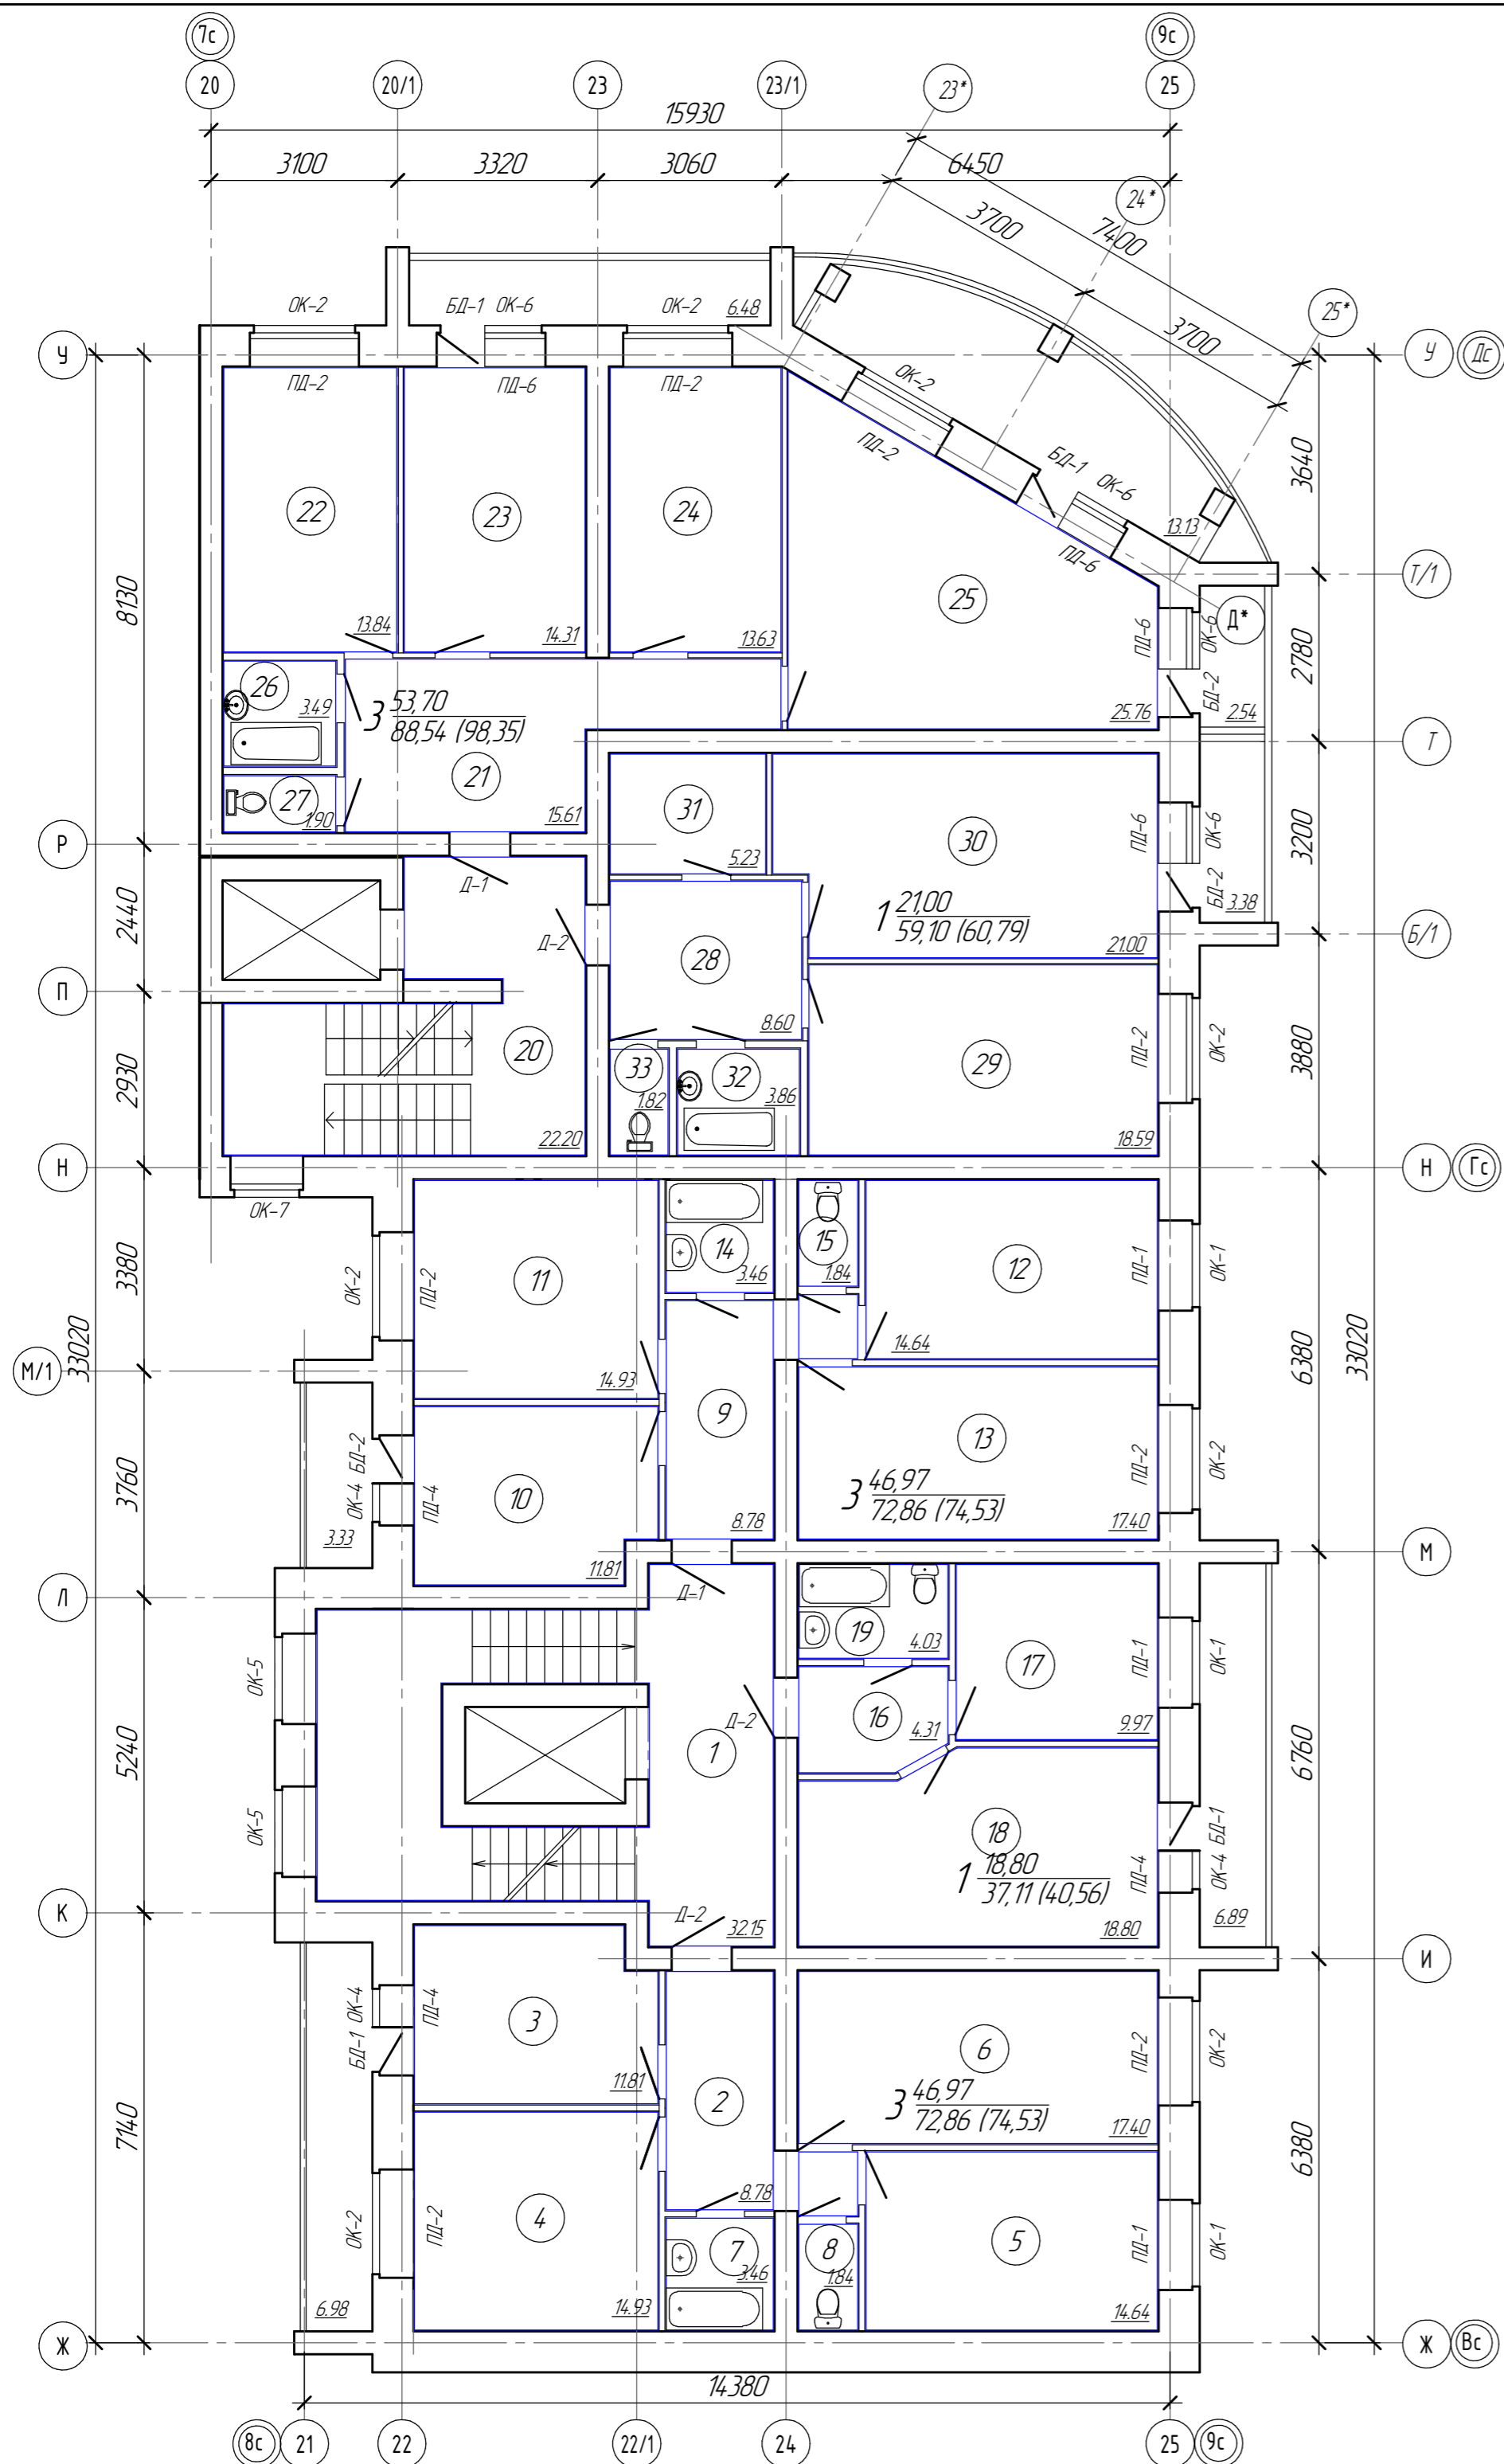 7с
9с
20
20/1
23
23/1
23*
25
15930
3100
3320
3060
6450
24*
3700
7400
25*
3700
ОК-2
БД-1
ОК-6
ОК-2
6.48
У
У
Дс
ПД-2
ПД-6
ПД-2
ОК-2
ПД-2
БД-1
ОК-6
3640
13.13
ПД-6
22
23
24
25
Т/1
8130
13.84
14.31
13.63
ПД-6
ОК-6
Д*
2780
26
3.49
3 53,70
88,54 (98,35)
25.76
БД-2
2.54
Т
27
1.90
21
15.61
31
5.23
30
ПД-6
ОК-6
3200
Р
Д-1
1 21,00
59,10 (60,79)
21.00
БД-2
3.38
2440
Д-2
28
8.60
Б/1
П
20
22.20
33
1.82
32
3.86
29
18.59
ПД-2
ОК-2
3880
2930
Н
Н
Гс
ОК-7
11
14
3.46
15
1.84
12
14.64
ПД-1
ОК-1
3380
ОК-2
ПД-2
14.93
33020
33020
М/1
9
8.78
13
3 46,97
72,86 (74,53)
17.40
ПД-2
ОК-2
6380
3760
БД-2
ОК-4
ПД-4
10
3.33
11.81
М
Л
Д-1
19
4.03
17
9.97
ПД-1
ОК-1
ОК-5
16
4.31
Д-2
1
5240
6760
ОК-5
18
1 18,80
37,11 (40,56)
18.80
ПД-4
БД-1
ОК-4
6.89
К
Д-2
32.15
И
ОК-4
БД-1
ПД-4
3
11.81
2
8.78
6
3 46,97
72,86 (74,53)
17.40
ПД-2
ОК-2
7140
6380
4
ОК-2
ПД-2
14.93
6.98
7
3.46
8
1.84
5
14.64
ПД-1
ОК-1
Ж
Ж
Вс
14380
8с
21
22
22/1
24
25
9с